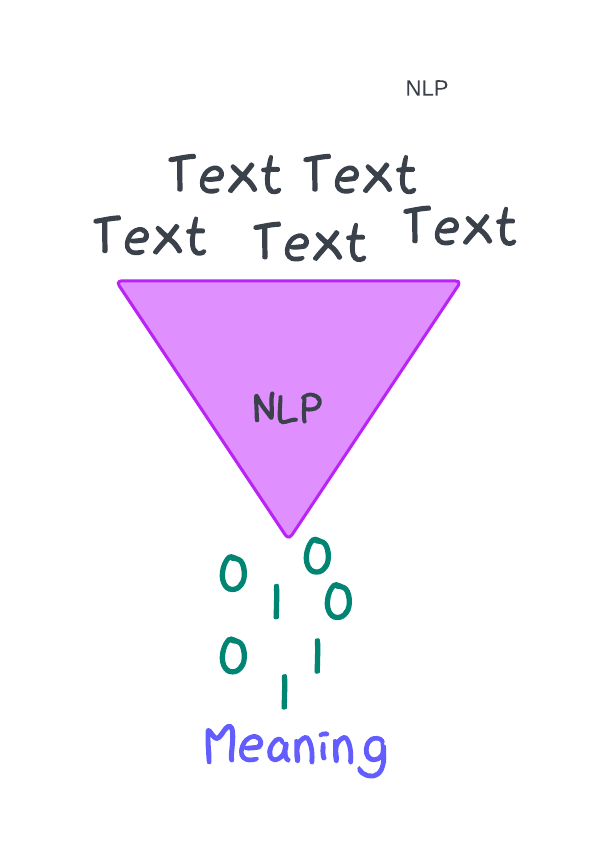 NLP
Text Text
Text Text Text
NLP
0 0
1 0
0 1
1
Meaning